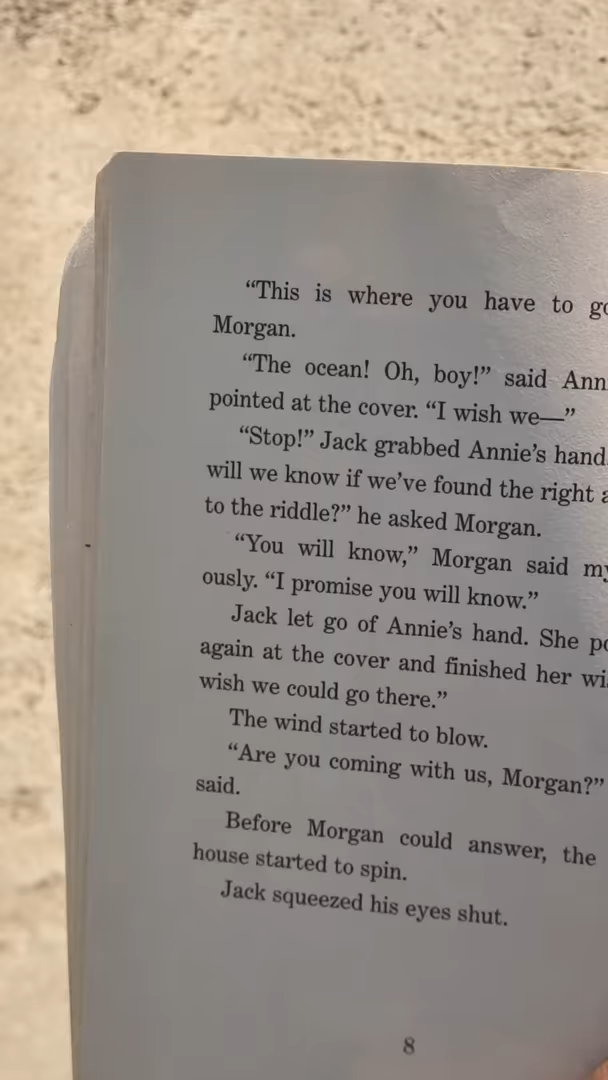 “This is where you have to
Morgan.
“The ocean! Oh, boy!” said
pointed at the cover. “I wish we—”
“Stop!” Jack grabbed Annie’s hand.
will we know if we’ve found the right
to the riddle?” he asked Morgan.
“You will know,” Morgan said
ously. “I promise you will know.”
Jack let go of Annie’s hand. She
again at the cover and finished her
wish we could go there.”
The wind started to blow.
“Are you coming with us, Morgan?”
said.
Before Morgan could answer, the
house started to spin.
Jack squeezed his eyes shut.
8